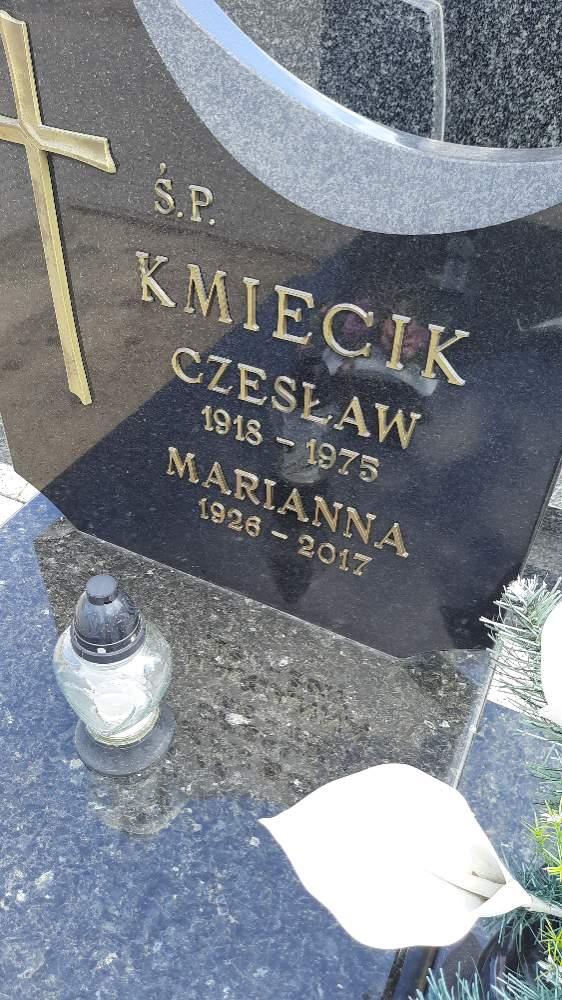 Ś.P.
KMIECIK
CZESŁAW
1918 - 1975
MARIANNA
1926 - 2017